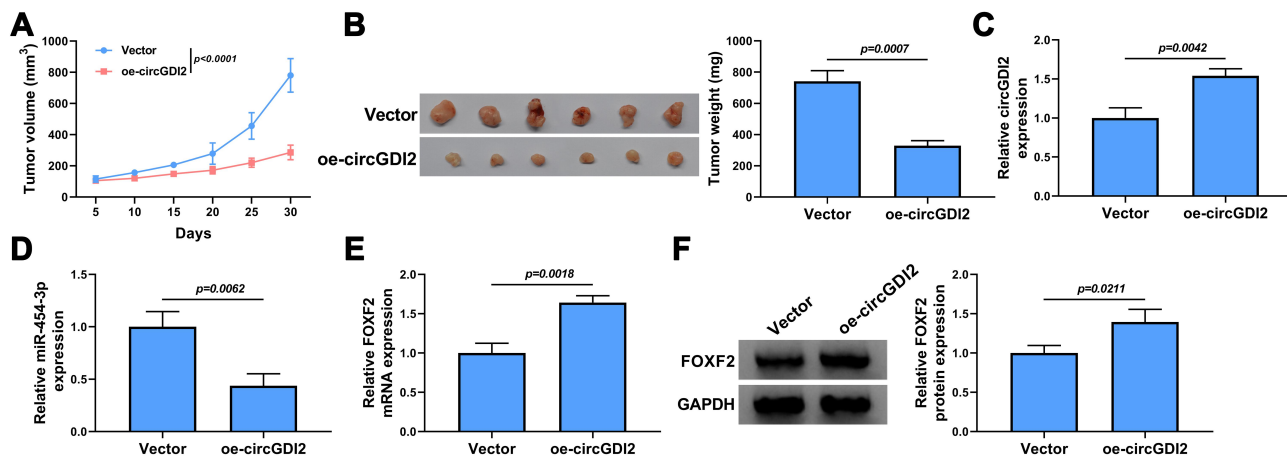 A
Tumor volume (mm3)
1000
800
600
400
200
0
Vector
oe-circGDI2
p<0.0001
5 10 15 20 25 30
Days
B
Vector
oe-circGDI2
Tumor weight (mg)
1000
800
600
400
200
0
p=0.0007
Vector oe-circGDI2
C
Relative circGDI2
expression
2.0
1.5
1.0
0.5
0.0
p=0.0042
Vector oe-circGDI2
D
Relative miR-454-3p
expression
1.5
1.0
0.5
0.0
p=0.0062
Vector oe-circGDI2
E
Relative FOXF2
mRNA expression
2.0
1.5
1.0
0.5
0.0
p=0.0018
Vector oe-circGDI2
F
Vector oe-circGDI2
FOXF2
GAPDH
Relative FOXF2
protein expression
2.0
1.5
1.0
0.5
0.0
p=0.0211
Vector oe-circGDI2